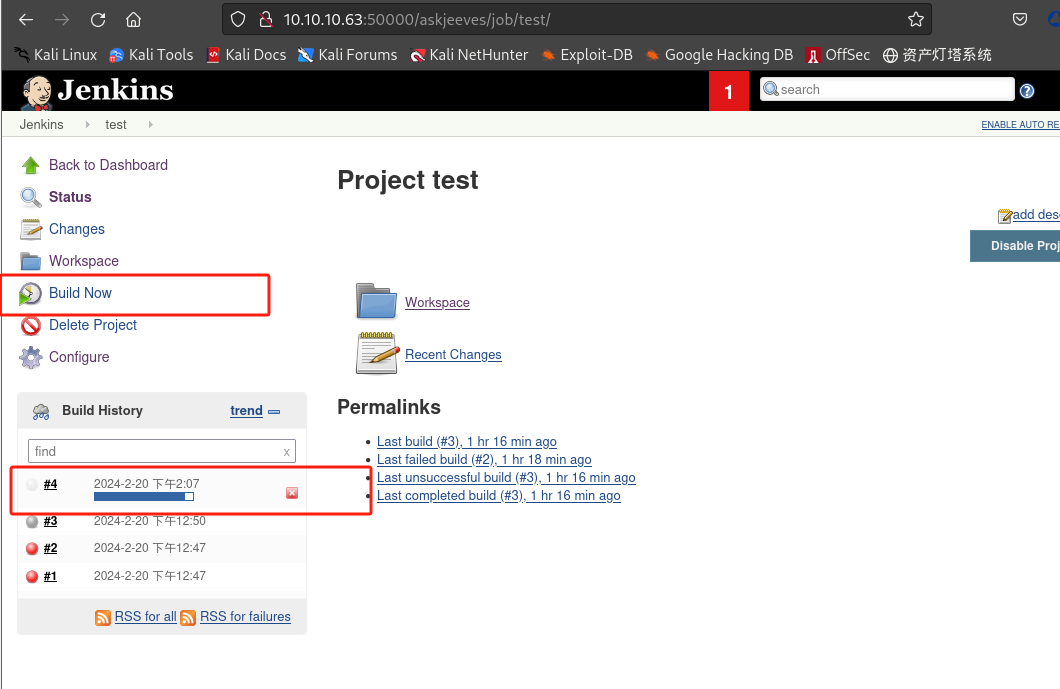 10.10.10.63:50000/askjeeves/job/test/
Kali Linux Kali Tools Kali Docs Kali Forums Kali NetHunter Exploit-DB Google Hacking DB OffSec 资产灯塔系统
Jenkins 1 search
Jenkins test ENABLE AUTO RE
Back to Dashboard
Status
Changes
Workspace
Build Now
Delete Project
Configure
Project test
add des
Disable Proj
Workspace
Recent Changes
Build History trend
find x
#4 2024-2-20 下午2:07
#3 2024-2-20 下午12:50
#2 2024-2-20 下午12:47
#1 2024-2-20 下午12:47
RSS for all RSS for failures
Permalinks
Last build (#3), 1 hr 16 min ago
Last failed build (#2), 1 hr 18 min ago
Last unsuccessful build (#3), 1 hr 16 min ago
Last completed build (#3), 1 hr 16 min ago